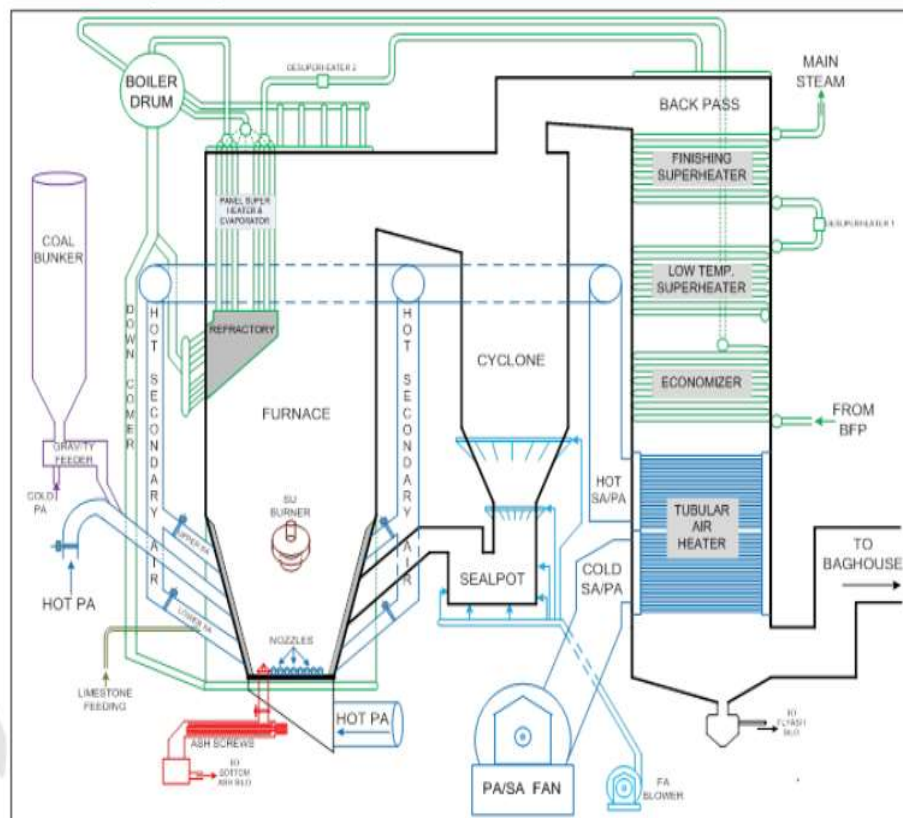 DESUPERHEATER 2
BOILER
DRUM
MAIN
STEAM
BACK PASS
FINISHING
SUPERHEATER
PANEL SUPER
HEATER &
EVAPORATOR
COAL
BUNKER
DESUPERHEATER 1
LOW TEMP.
SUPERHEATER
REFRACTORY
DOWN COMER
HOT SECONDARY AIR
HOT SECONDARY AIR
CYCLONE
ECONOMIZER
FURNACE
FROM
BFP
GRAVITY
FEEDER
COLD
PA
HOT
SA/PA
TUBULAR
AIR
HEATER
SU
BURNER
UPPER SA
TO
BAGHOUSE
SEALPOT
COLD
SA/PA
HOT PA
LOWER SA
NOZZLES
LIMESTONE
FEEDING
HOT PA
ASH SCREWS
TO
BOTTOM
ASH SILO
TO
FLYASH
SILO
PA/SA FAN
FA
BLOWER